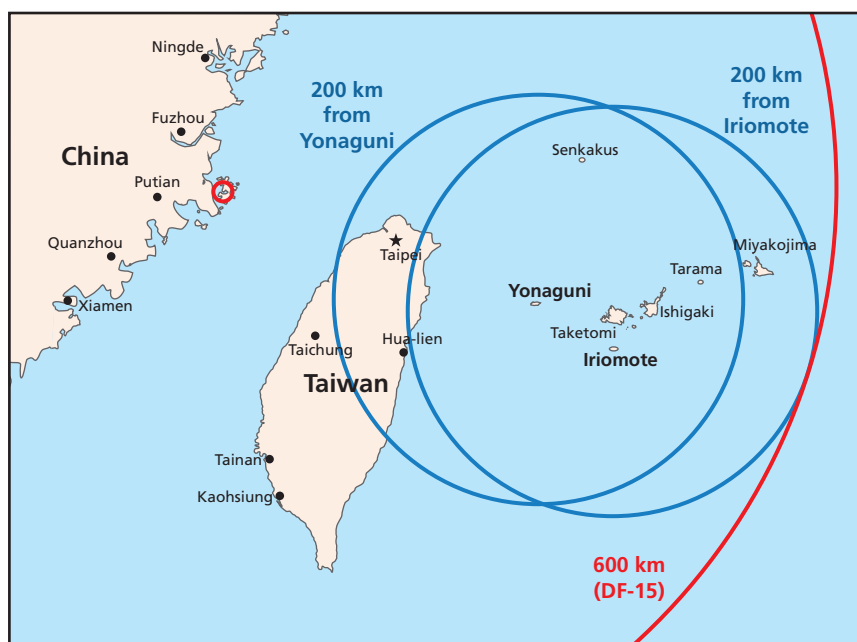 Ningde
200 km
from
Yonaguni
200 km
from
Iriomote
Fuzhou
China
Senkakus
Putian
Quanzhou
Taipei
Miyakojima
Tarama
Xiamen
Yonaguni
Ishigaki
Taketomi
Hua-lien
Taichung
Iriomote
Taiwan
Tainan
Kaohsiung
600 km
(DF-15)